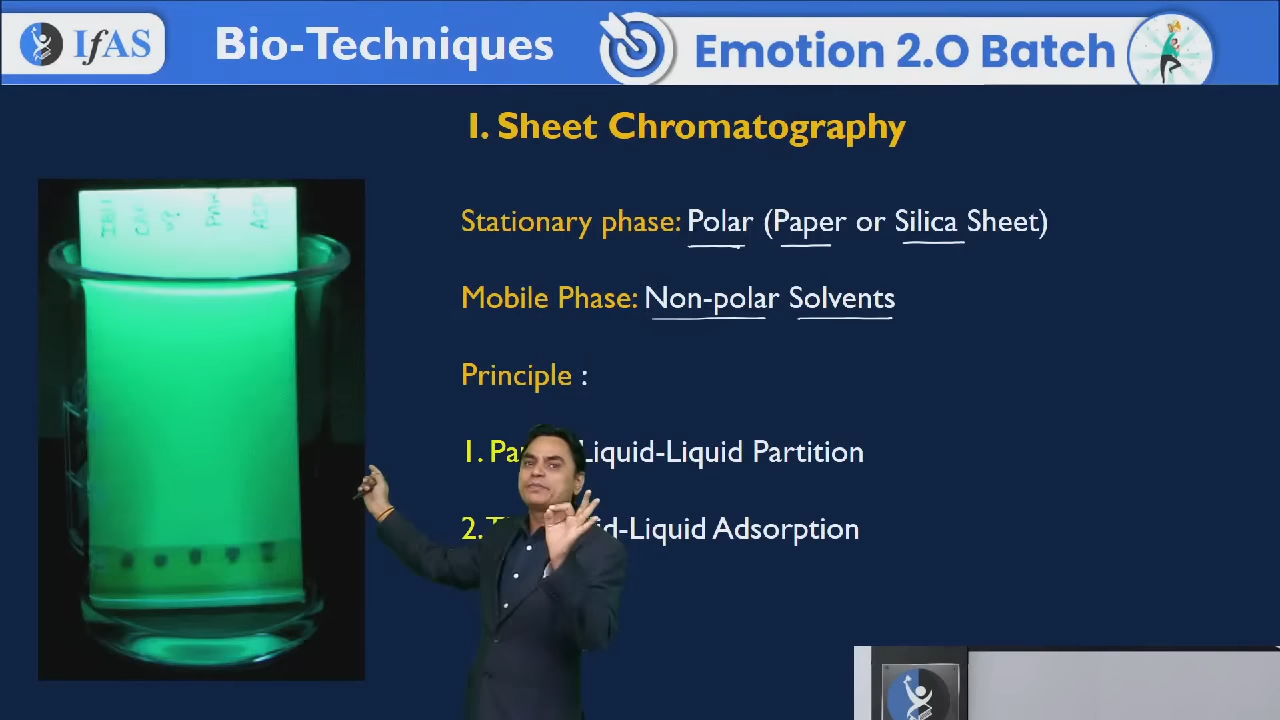 IfAS
Bio-Techniques
Emotion 2.O Batch
I. Sheet Chromatography
Stationary phase: Polar (Paper or Silica Sheet)
Mobile Phase: Non-polar Solvents
Principle :
1. Liquid-Liquid Partition
2. Liquid Adsorption